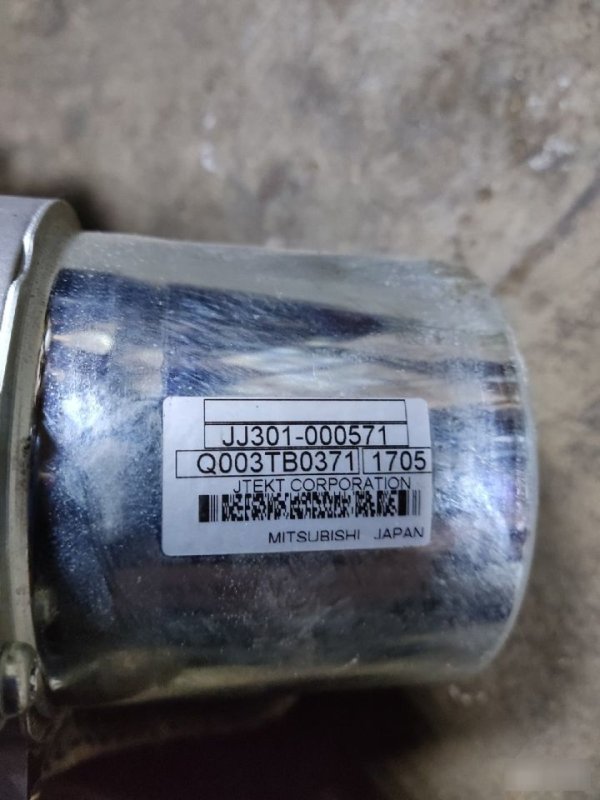 JJ301-000571
Q003TB0371 1705
JTEKT CORPORATION
MITSUBISHI JAPAN